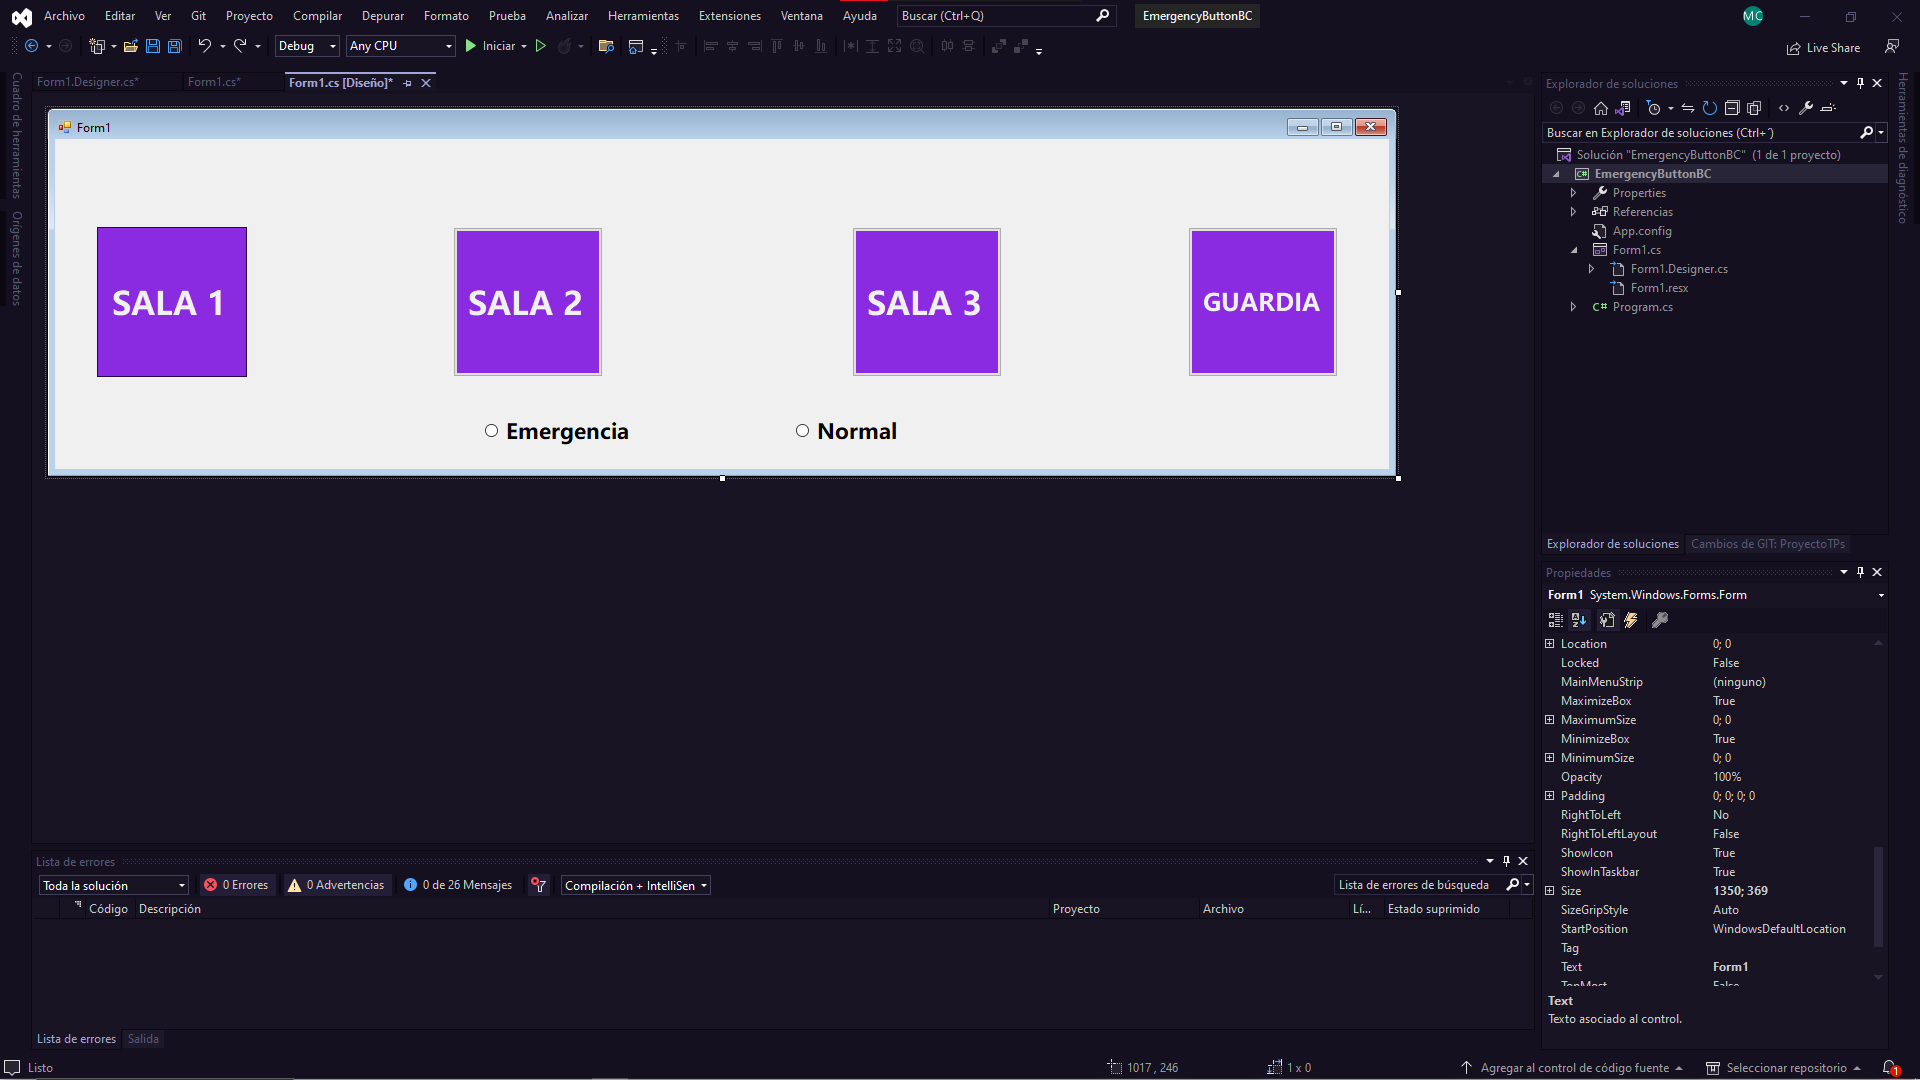 Archivo Editar Ver Git Proyecto Compilar Depurar Formato Prueba Analizar Herramientas Extensiones Ventana Ayuda Buscar (Ctrl+Q) EmergencyButtonBC MC
Debug Any CPU Iniciar Live Share
Cuadro de herramientas
Orígenes de datos
Form1.Designer.cs* Form1.cs* Form1.cs [Diseño]*
Form1
SALA 1 SALA 2 SALA 3 GUARDIA
Emergencia Normal
Explorador de soluciones
Buscar en Explorador de soluciones (Ctrl+´)
Solución "EmergencyButtonBC" (1 de 1 proyecto)
C# EmergencyButtonBC
Properties
Referencias
App.config
Form1.cs
Form1.Designer.cs
Form1.resx
C# Program.cs
Explorador de soluciones Cambios de GIT: ProyectoTPs
Herramientas de diagnóstico
Propiedades
Form1 System.Windows.Forms.Form
Location 0; 0
Locked False
MainMenuStrip (ninguno)
MaximizeBox True
MaximumSize 0; 0
MinimizeBox True
MinimumSize 0; 0
Opacity 100%
Padding 0; 0; 0; 0
RightToLeft No
RightToLeftLayout False
ShowIcon True
ShowInTaskbar True
Size 1350; 369
SizeGripStyle Auto
StartPosition WindowsDefaultLocation
Tag
Text Form1
TopMost False
Text
Texto asociado al control.
Lista de errores
Toda la solución 0 Errores 0 Advertencias 0 de 26 Mensajes Compilación + IntelliSen Lista de errores de búsqueda
Código Descripción Proyecto Archivo Lí... Estado suprimido
Lista de errores Salida
Listo 1017 , 246 1 x 0 Agregar al control de código fuente Seleccionar repositorio 1